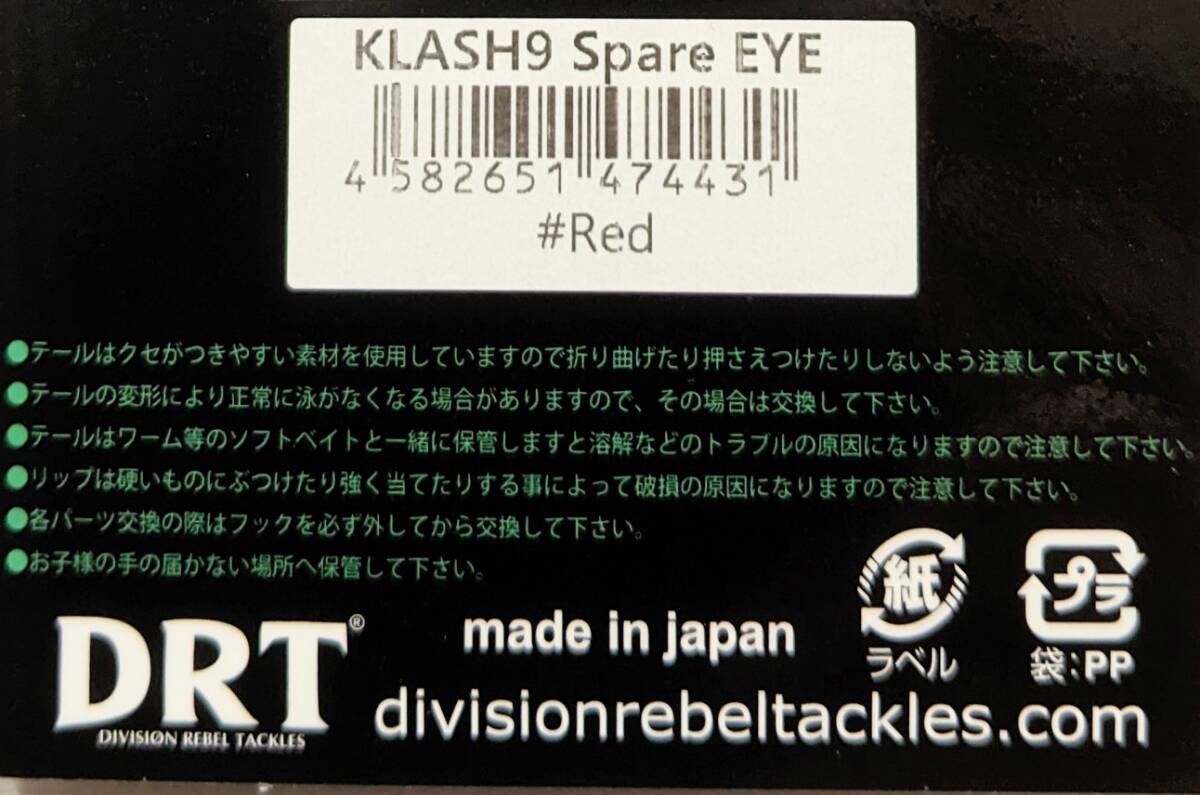 KLASH9 Spare EYE
4 582651 474431
#Red
●テールはクセがつきやすい素材を使用していますので折り曲げたり押さえつけたりしないよう注意して下さい。
●テールの変形により正常に泳がなくなる場合がありますので、その場合は交換して下さい。
●テールはワーム等のソフトベイトと一緒に保管しますと溶解などのトラブルの原因になりますので注意して下さい。
●リップは硬いものにぶつけたり強く当てたりする事によって破損の原因になりますので注意して下さい。
●各パーツ交換の際はフックを必ず外してから交換して下さい。
●お子様の手の届かない場所へ保管して下さい。
紙 プラ
ラベル 袋:PP
DRT®
DIVISIØN REBEL TACKLES
made in japan
divisionrebeltackles.com